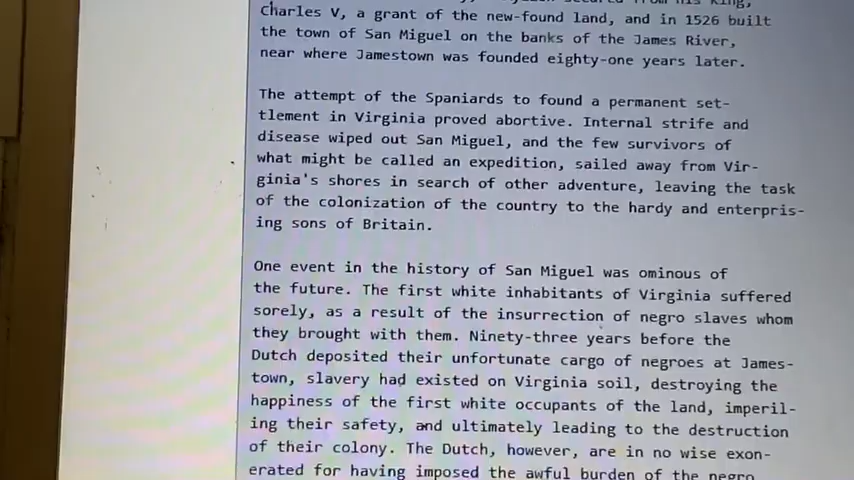 Charles V, a grant of the new-found land, and in 1526 built
the town of San Miguel on the banks of the James River,
near where Jamestown was founded eighty-one years later.
The attempt of the Spaniards to found a permanent set-
tlement in Virginia proved abortive. Internal strife and
disease wiped out San Miguel, and the few survivors of
what might be called an expedition, sailed away from Vir-
ginia's shores in search of other adventure, leaving the task
of the colonization of the country to the hardy and enterpris-
ing sons of Britain.
One event in the history of San Miguel was ominous of
the future. The first white inhabitants of Virginia suffered
sorely, as a result of the insurrection of negro slaves whom
they brought with them. Ninety-three years before the
Dutch deposited their unfortunate cargo of negroes at James-
town, slavery had existed on Virginia soil, destroying the
happiness of the first white occupants of the land, imperil-
ing their safety, and ultimately leading to the destruction
of their colony. The Dutch, however, are in no wise exon-
erated for having imposed the awful burden of the negro